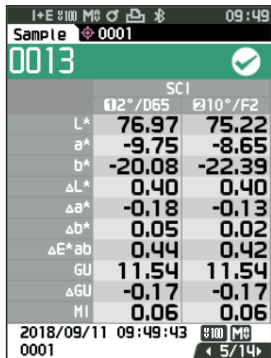 I+E 100 M0 09:49
Sample 0001
0013
SCI
1 2°/D65 2 10°/F2
L* 76.97 75.22
a* -9.75 -8.65
b* -20.08 -22.39
ΔL* 0.40 0.40
Δa* -0.18 -0.13
Δb* 0.05 0.02
ΔE*ab 0.44 0.42
GU 11.54 11.54
ΔGU -0.17 -0.17
MI 0.06 0.06
2018/09/11 09:49:43 100 M0
0001 5/14